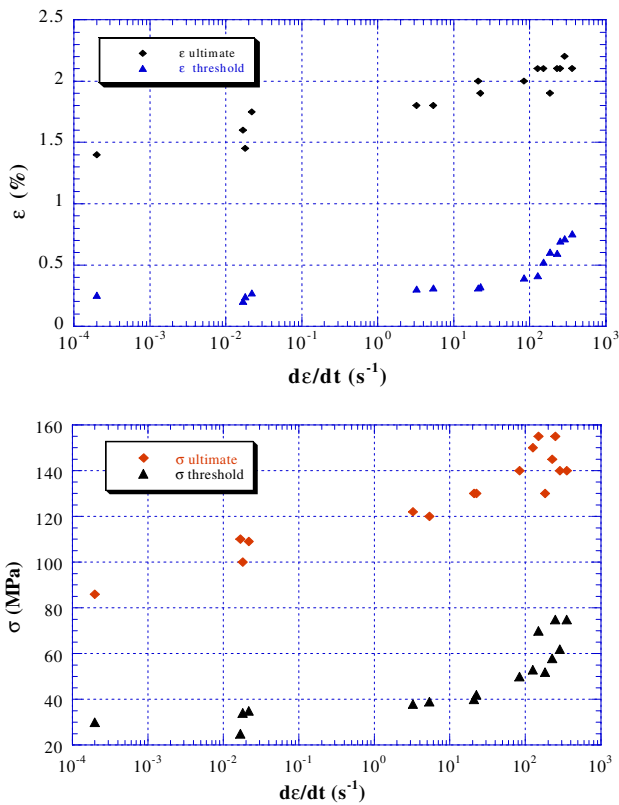 2.5
2
1.5
1
0.5
0
ε (%)
ε ultimate
ε threshold
10⁻⁴ 10⁻³ 10⁻² 10⁻¹ 10⁰ 10¹ 10² 10³
dε/dt (s⁻¹)
160
140
120
100
80
60
40
20
σ (MPa)
σ ultimate
σ threshold
10⁻⁴ 10⁻³ 10⁻² 10⁻¹ 10⁰ 10¹ 10² 10³
dε/dt (s⁻¹)